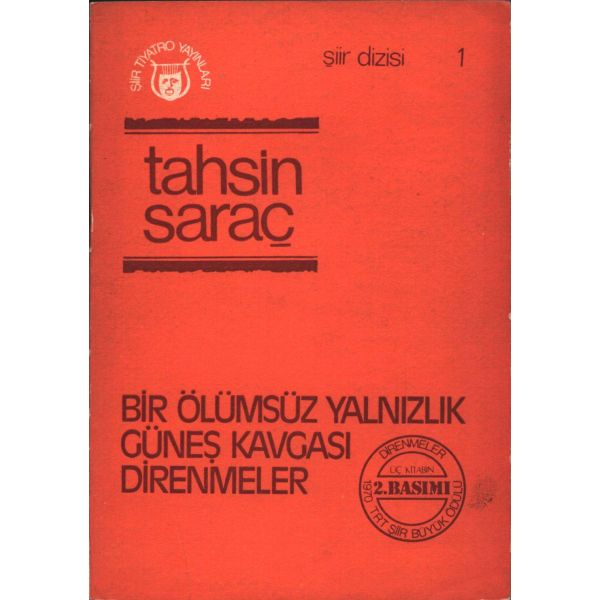 ŞİİR TİYATRO YAYINLARI
şiir dizisi 1
tahsin
saraç
BİR ÖLÜMSÜZ YALNIZLIK
GÜNEŞ KAVGASI
DİRENMELER
DİRENMELER
ÜÇ KİTABIN
2.BASIMI
1970 TRT ŞİİR BÜYÜK ÖDÜLÜ